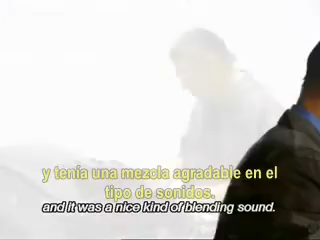 y tenía una mezcla agradable en el
tipo de sonidos.
and it was a nice kind of blending sound.